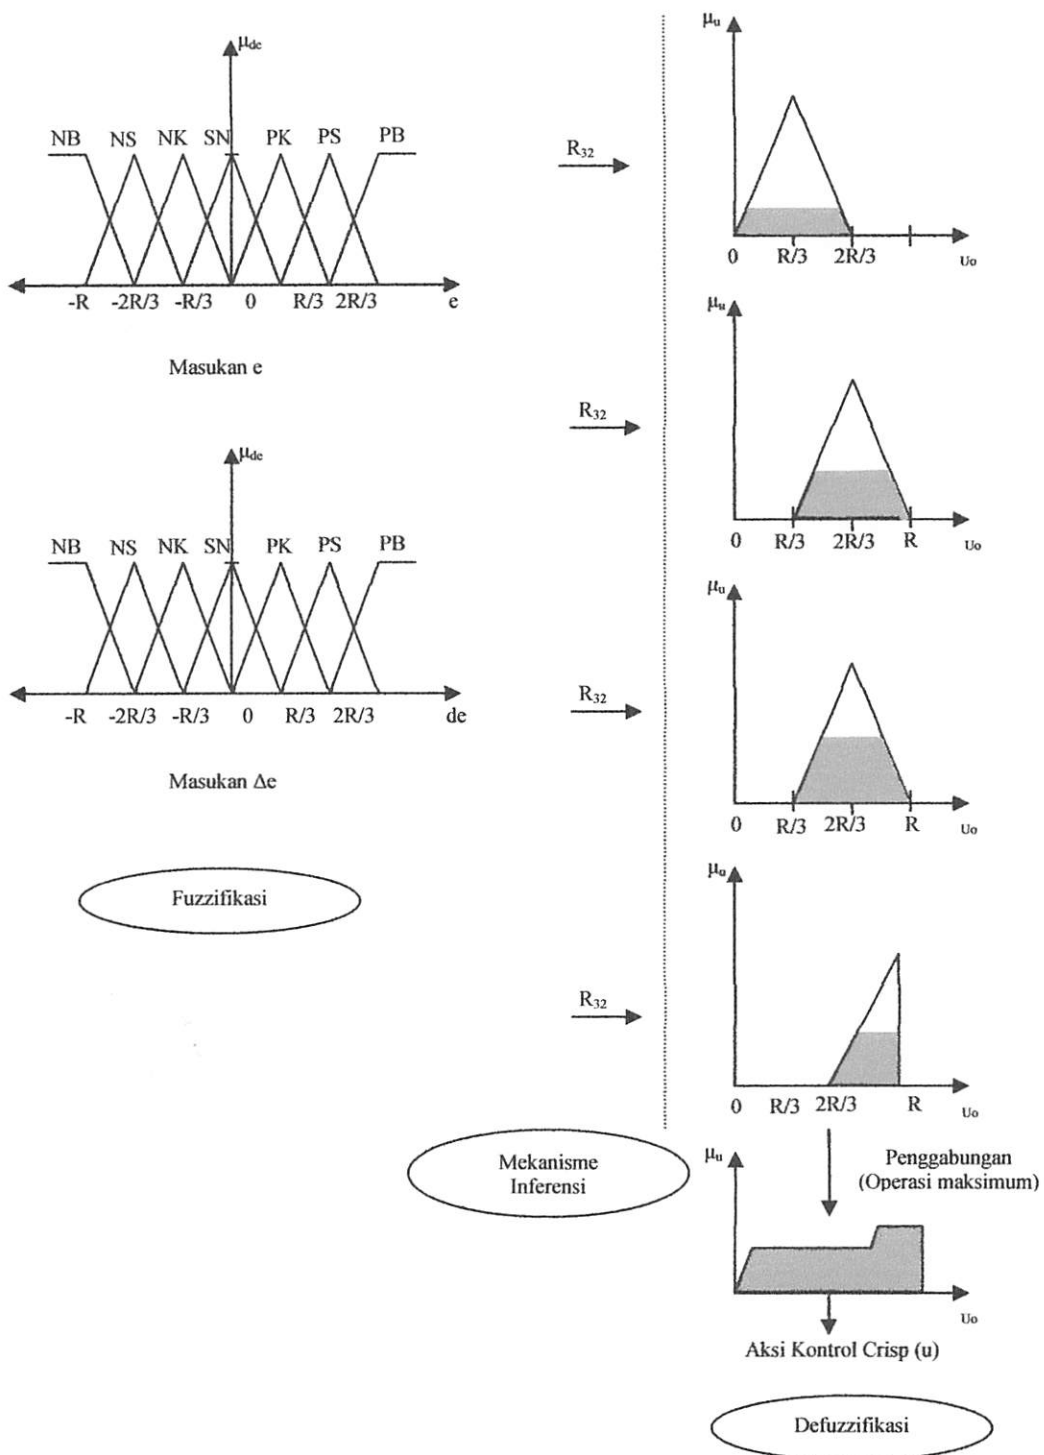 μde
NB NS NK SN PK PS PB
-R -2R/3 -R/3 0 R/3 2R/3 e
Masukan e
μde
NB NS NK SN PK PS PB
-R -2R/3 -R/3 0 R/3 2R/3 de
Masukan Δe
Fuzzifikasi
R32
R32
R32
R32
Mekanisme
Inferensi
μu
0 R/3 2R/3 Uo
μu
0 R/3 2R/3 R Uo
μu
0 R/3 2R/3 R Uo
μu
0 R/3 2R/3 R Uo
Penggabungan
(Operasi maksimum)
μu
Uo
Aksi Kontrol Crisp (u)
Defuzzifikasi